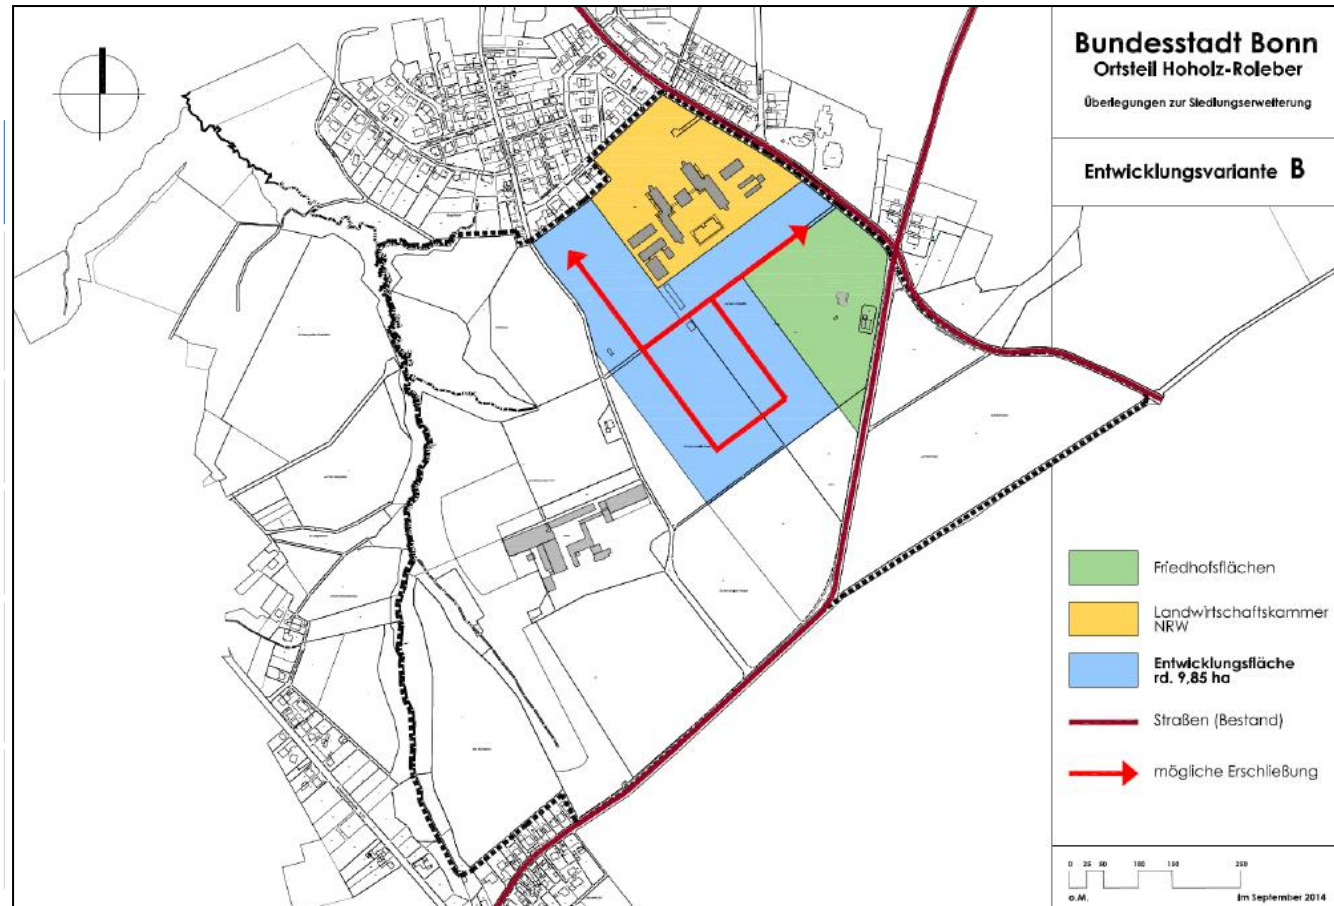 Bundesstadt Bonn
Ortsteil Hoholz-Roleber
Überlegungen zur Siedlungserweiterung
Entwicklungsvariante B
Friedhofsflächen
Landwirtschaftskammer
NRW
Entwicklungsfläche
rd. 9,85 ha
Straßen (Bestand)
mögliche Erschließung
0 25 50 100 150 250
o.M.
Im September 2014